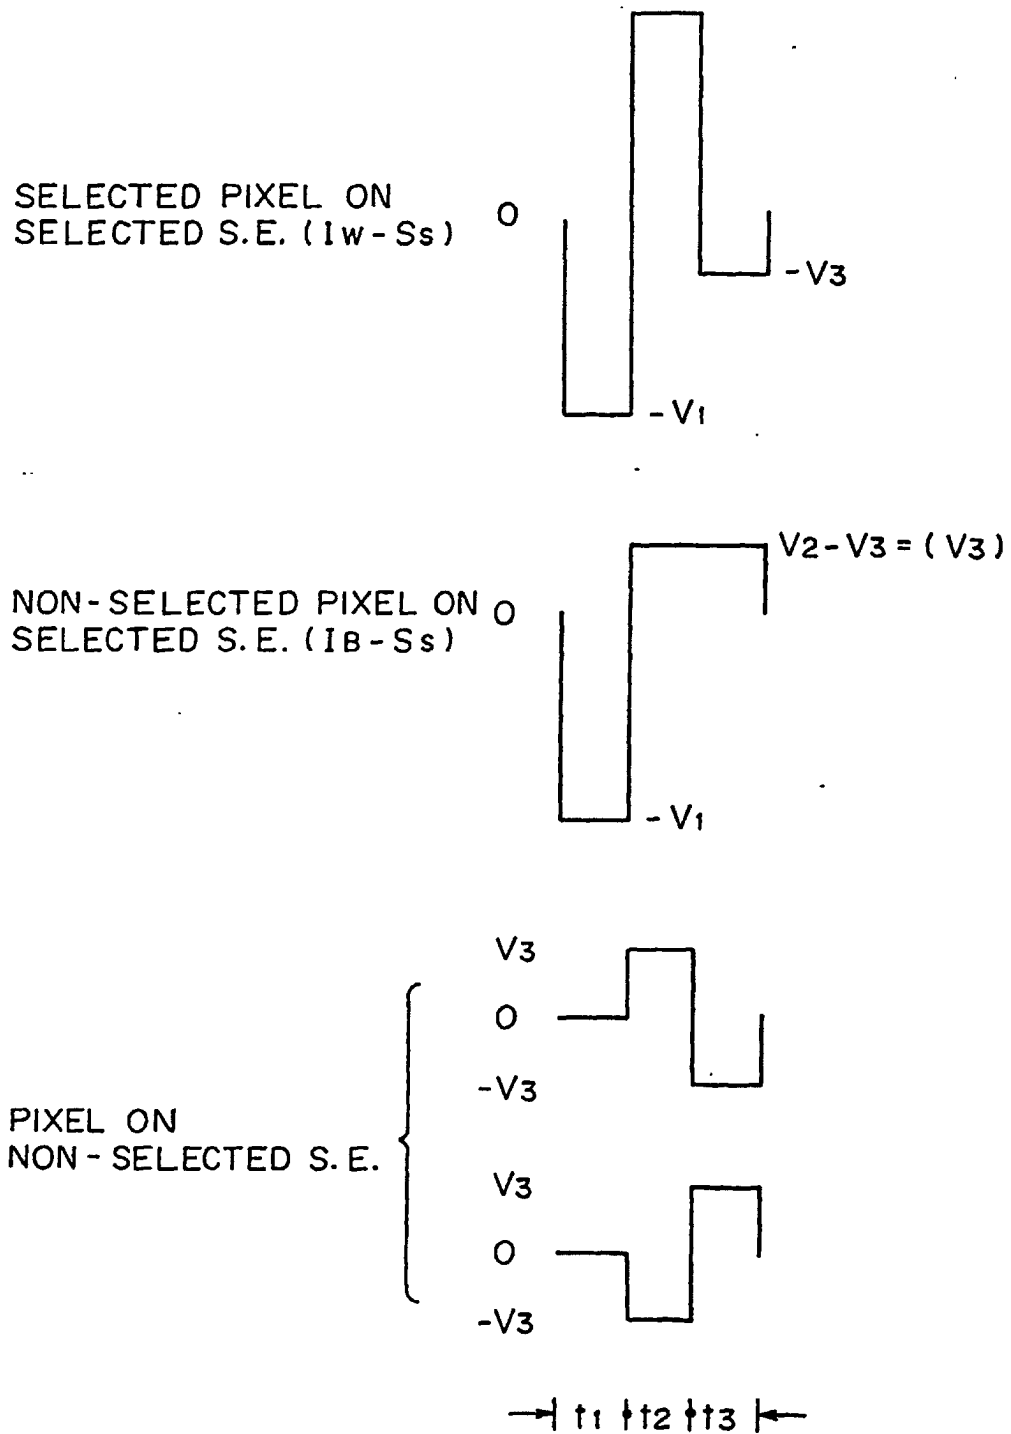 SELECTED PIXEL ON
SELECTED S.E. (IW-Ss)
0
-V3
-V1
NON-SELECTED PIXEL ON
SELECTED S.E. (IB-Ss)
0
V2-V3=(V3)
-V1
PIXEL ON
NON-SELECTED S.E.
V3
0
-V3
V3
0
-V3
t1 t2 t3